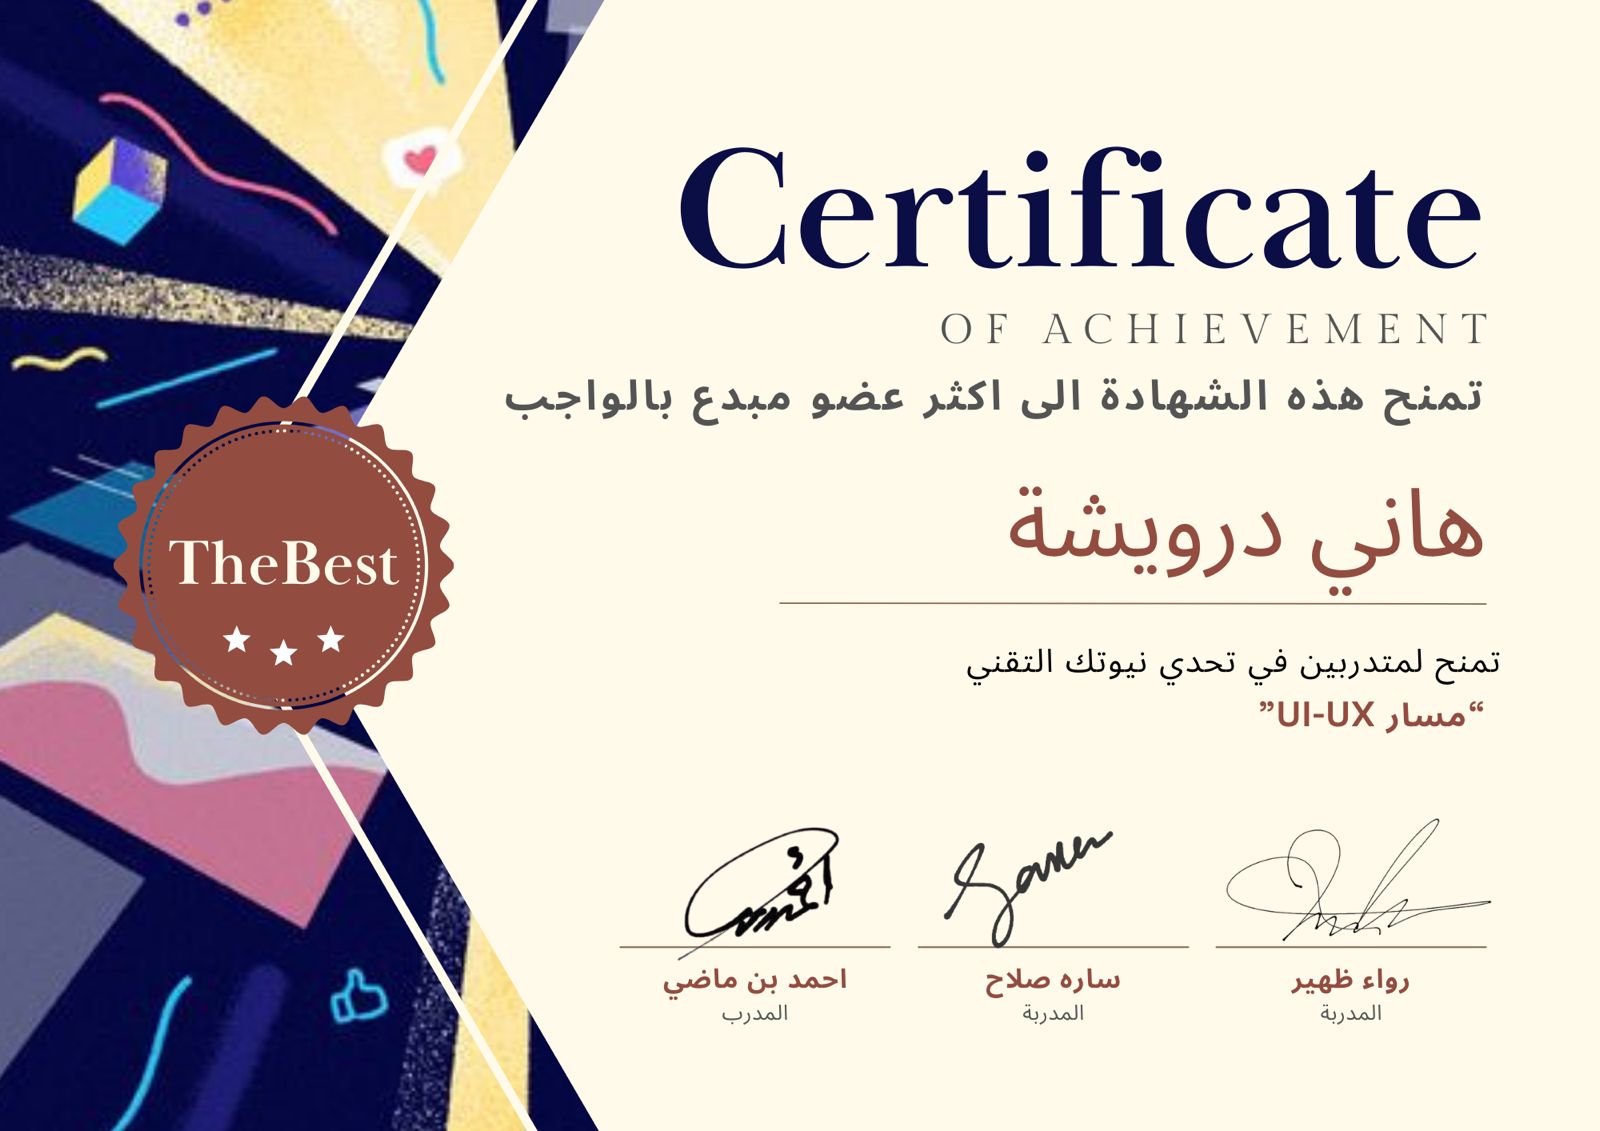 Certificate
OF ACHIEVEMENT
تمنح هذه الشهادة الى اكثر عضو مبدع بالواجب
هاني درويشة
TheBest
تمنح لمتدربين في تحدي نيوتك التقني
“مسار UI-UX”
رواء ظهير
المدربة
ساره صلاح
المدربة
احمد بن ماضي
المدرب